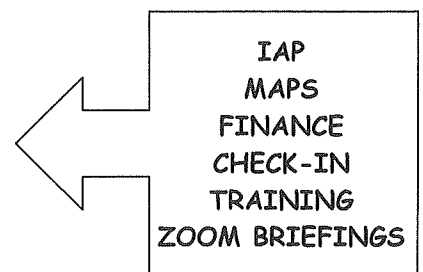 IAP
MAPS
FINANCE
CHECK-IN
TRAINING
ZOOM BRIEFINGS